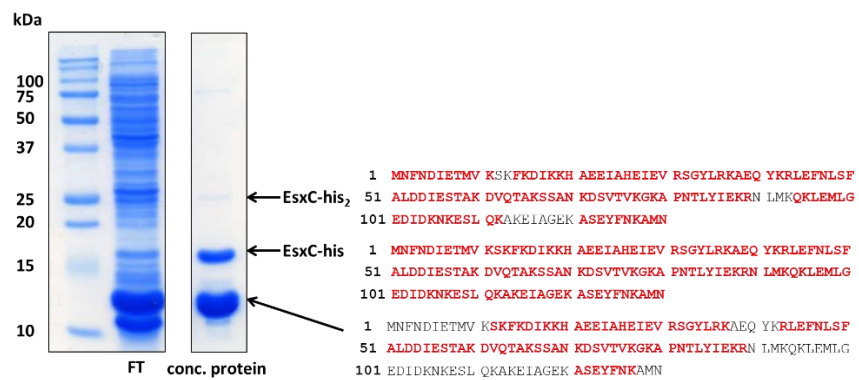 kDa
100
75
50
37
25
20
15
10
FT
conc. protein
EsxC-his2
EsxC-his
1 MNFNDIETMV KSKFKDIKKH AEEIAHEIEV RSGYLRKAEQ YKRLEFNLSF
51 ALDDIESTAK DVQTAKSSAN KDSVTVKGKA PNTLYIEKRN LMKQKLEMLG
101 EDIDKNKESL QKAKEIAGEK ASEYFNKAMN
1 MNFNDIETMV KSKFKDIKKH AEEIAHEIEV RSGYLRKAEQ YKRLEFNLSF
51 ALDDIESTAK DVQTAKSSAN KDSVTVKGKA PNTLYIEKRN LMKQKLEMLG
101 EDIDKNKESL QKAKEIAGEK ASEYFNKAMN
1 MNFNDIETMV KSKFKDIKKH AEEIAHEIEV RSGYLRKAEQ YKRLEFNLSF
51 ALDDIESTAK DVQTAKSSAN KDSVTVKGKA PNTLYIEKRN LMKQKLEMLG
101 EDIDKNKESL QKAKEIAGEK ASEYFNKAMN